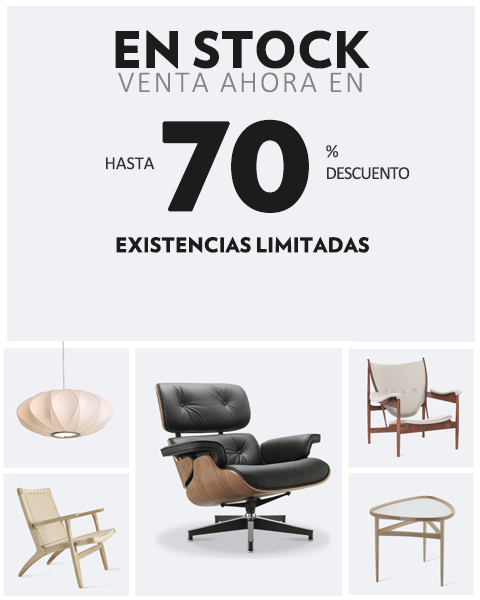 EN STOCK
VENTA AHORA EN
HASTA 70 % DESCUENTO
EXISTENCIAS LIMITADAS